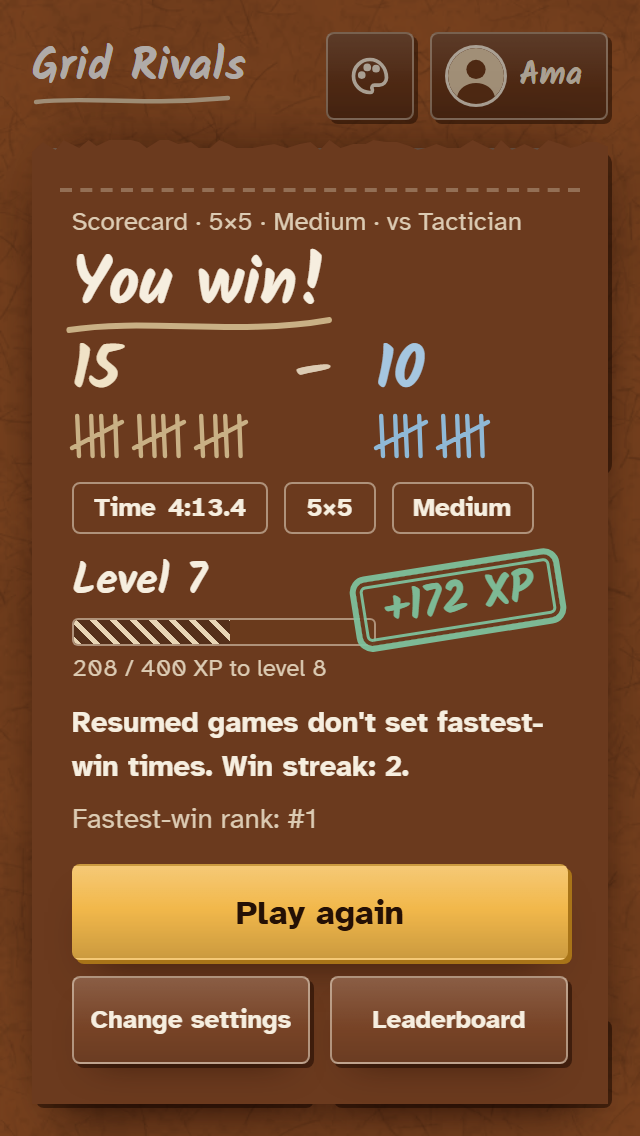 Grid Rivals
Ama
Scorecard · 5×5 · Medium · vs Tactician
You win!
15 – 10
Time 4:13.4
5×5
Medium
Level 7
+172 XP
208 / 400 XP to level 8
Resumed games don't set fastest-
win times. Win streak: 2.
Fastest-win rank: #1
Play again
Change settings
Leaderboard